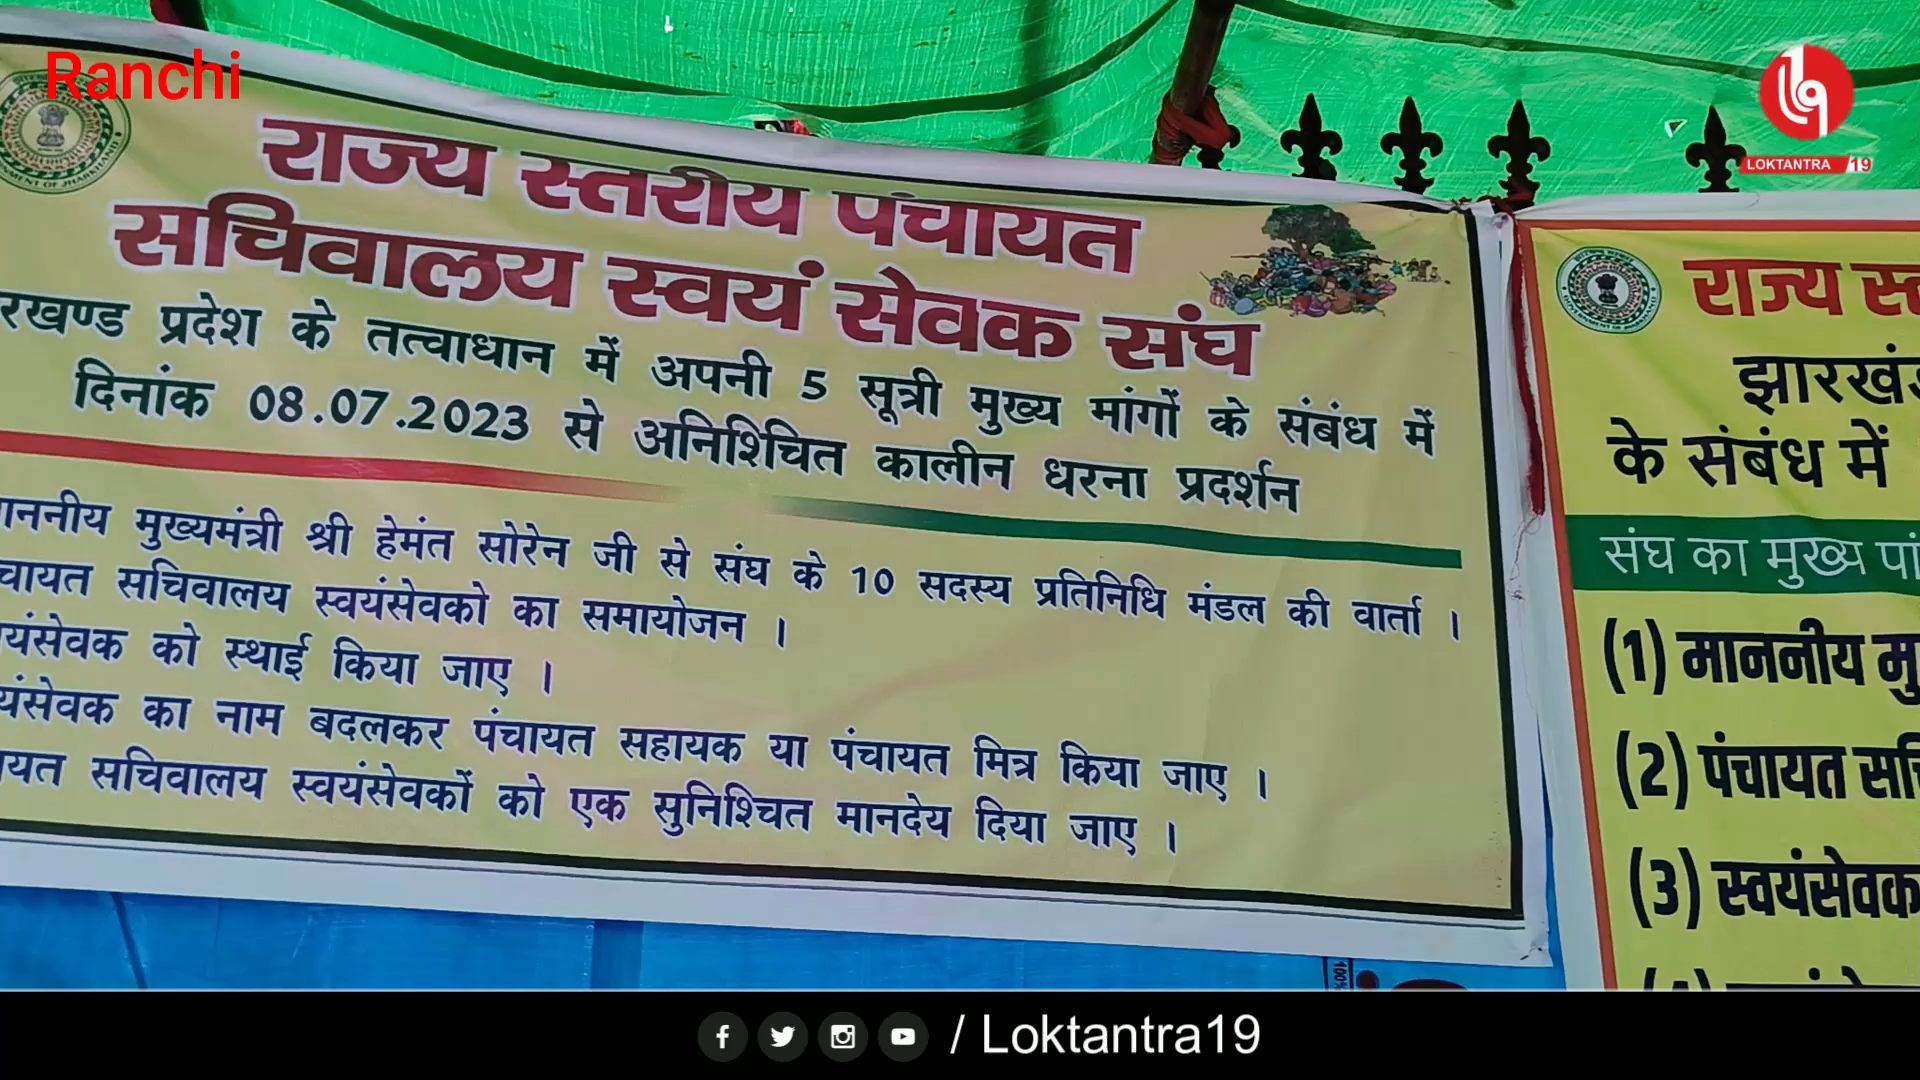 Ranchi
LOKTANTRA 19
राज्य स्तरीय पंचायत
सचिवालय स्वयं सेवक संघ
रखण्ड प्रदेश के तत्वाधान में अपनी 5 सूत्री मुख्य मांगों के संबंध में
दिनांक 08.07.2023 से अनिश्चित कालीन धरना प्रदर्शन
ाननीय मुख्यमंत्री श्री हेमंत सोरेन जी से संघ के 10 सदस्य प्रतिनिधि मंडल की वार्ता ।
चायत सचिवालय स्वयंसेवको का समायोजन ।
यंसेवक को स्थाई किया जाए ।
यंसेवक का नाम बदलकर पंचायत सहायक या पंचायत मित्र किया जाए ।
ायत सचिवालय स्वयंसेवकों को एक सुनिश्चित मानदेय दिया जाए ।
राज्य स्त
झारखंड
के संबंध में
संघ का मुख्य पां
(1) माननीय मु
(2) पंचायत सचि
(3) स्वयंसेवक
/ Loktantra19